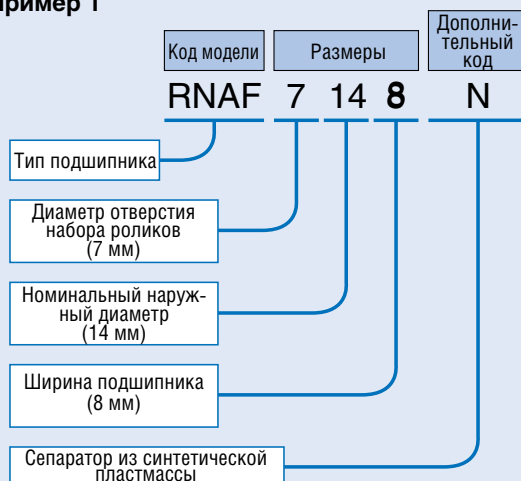 пример 1
Дополни-
тельный
код
Код модели Размеры
RNAF 7 14 8 N
Тип подшипника
Диаметр отверстия
набора роликов
(7 мм)
Номинальный наруж-
ный диаметр
(14 мм)
Ширина подшипника
(8 мм)
Сепаратор из синтетической
пластмассы